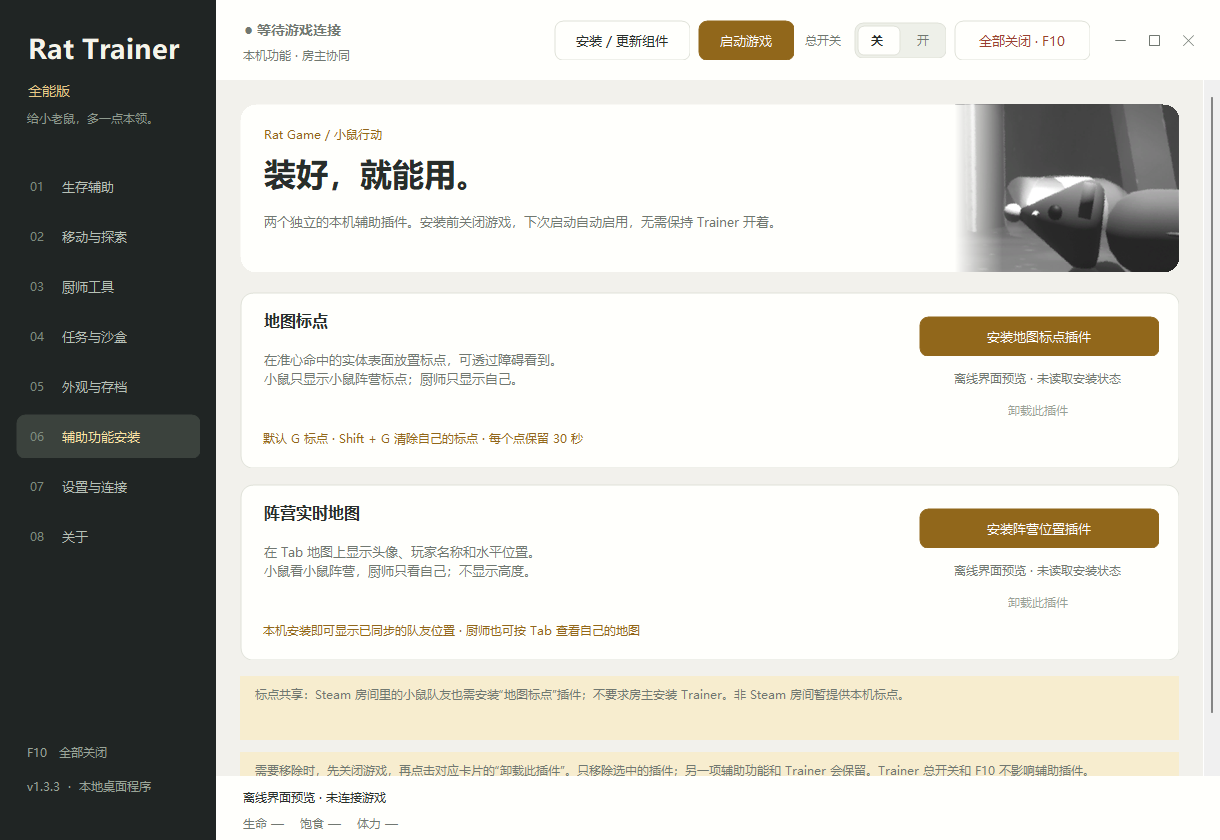 Rat Trainer
全能版
给小老鼠，多一点本领。
01 生存辅助
02 移动与探索
03 厨师工具
04 任务与沙盒
05 外观与存档
06 辅助功能安装
07 设置与连接
08 关于
F10 全部关闭
v1.3.3 · 本地桌面程序
● 等待游戏连接
本机功能 · 房主协同
安装 / 更新组件
启动游戏
总开关
关
开
全部关闭 · F10
Rat Game / 小鼠行动
装好，就能用。
两个独立的本机辅助插件。安装前关闭游戏，下次启动自动启用，无需保持 Trainer 开着。
地图标点
在准心命中的实体表面放置标点，可透过障碍看到。
小鼠只显示小鼠阵营标点；厨师只显示自己。
默认 G 标点 · Shift + G 清除自己的标点 · 每个点保留 30 秒
安装地图标点插件
离线界面预览 · 未读取安装状态
卸载此插件
阵营实时地图
在 Tab 地图上显示头像、玩家名称和水平位置。
小鼠看小鼠阵营，厨师只看自己；不显示高度。
本机安装即可显示已同步的队友位置 · 厨师也可按 Tab 查看自己的地图
安装阵营位置插件
离线界面预览 · 未读取安装状态
卸载此插件
标点共享：Steam 房间里的小鼠队友也需安装“地图标点”插件；不要求房主安装 Trainer。非 Steam 房间暂提供本机标点。
需要移除时，先关闭游戏，再点击对应卡片的“卸载此插件”。只移除选中的插件；另一项辅助功能和 Trainer 会保留。Trainer 总开关和 F10 不影响辅助插件。
离线界面预览 · 未连接游戏
生命 — 饱食 — 体力 —